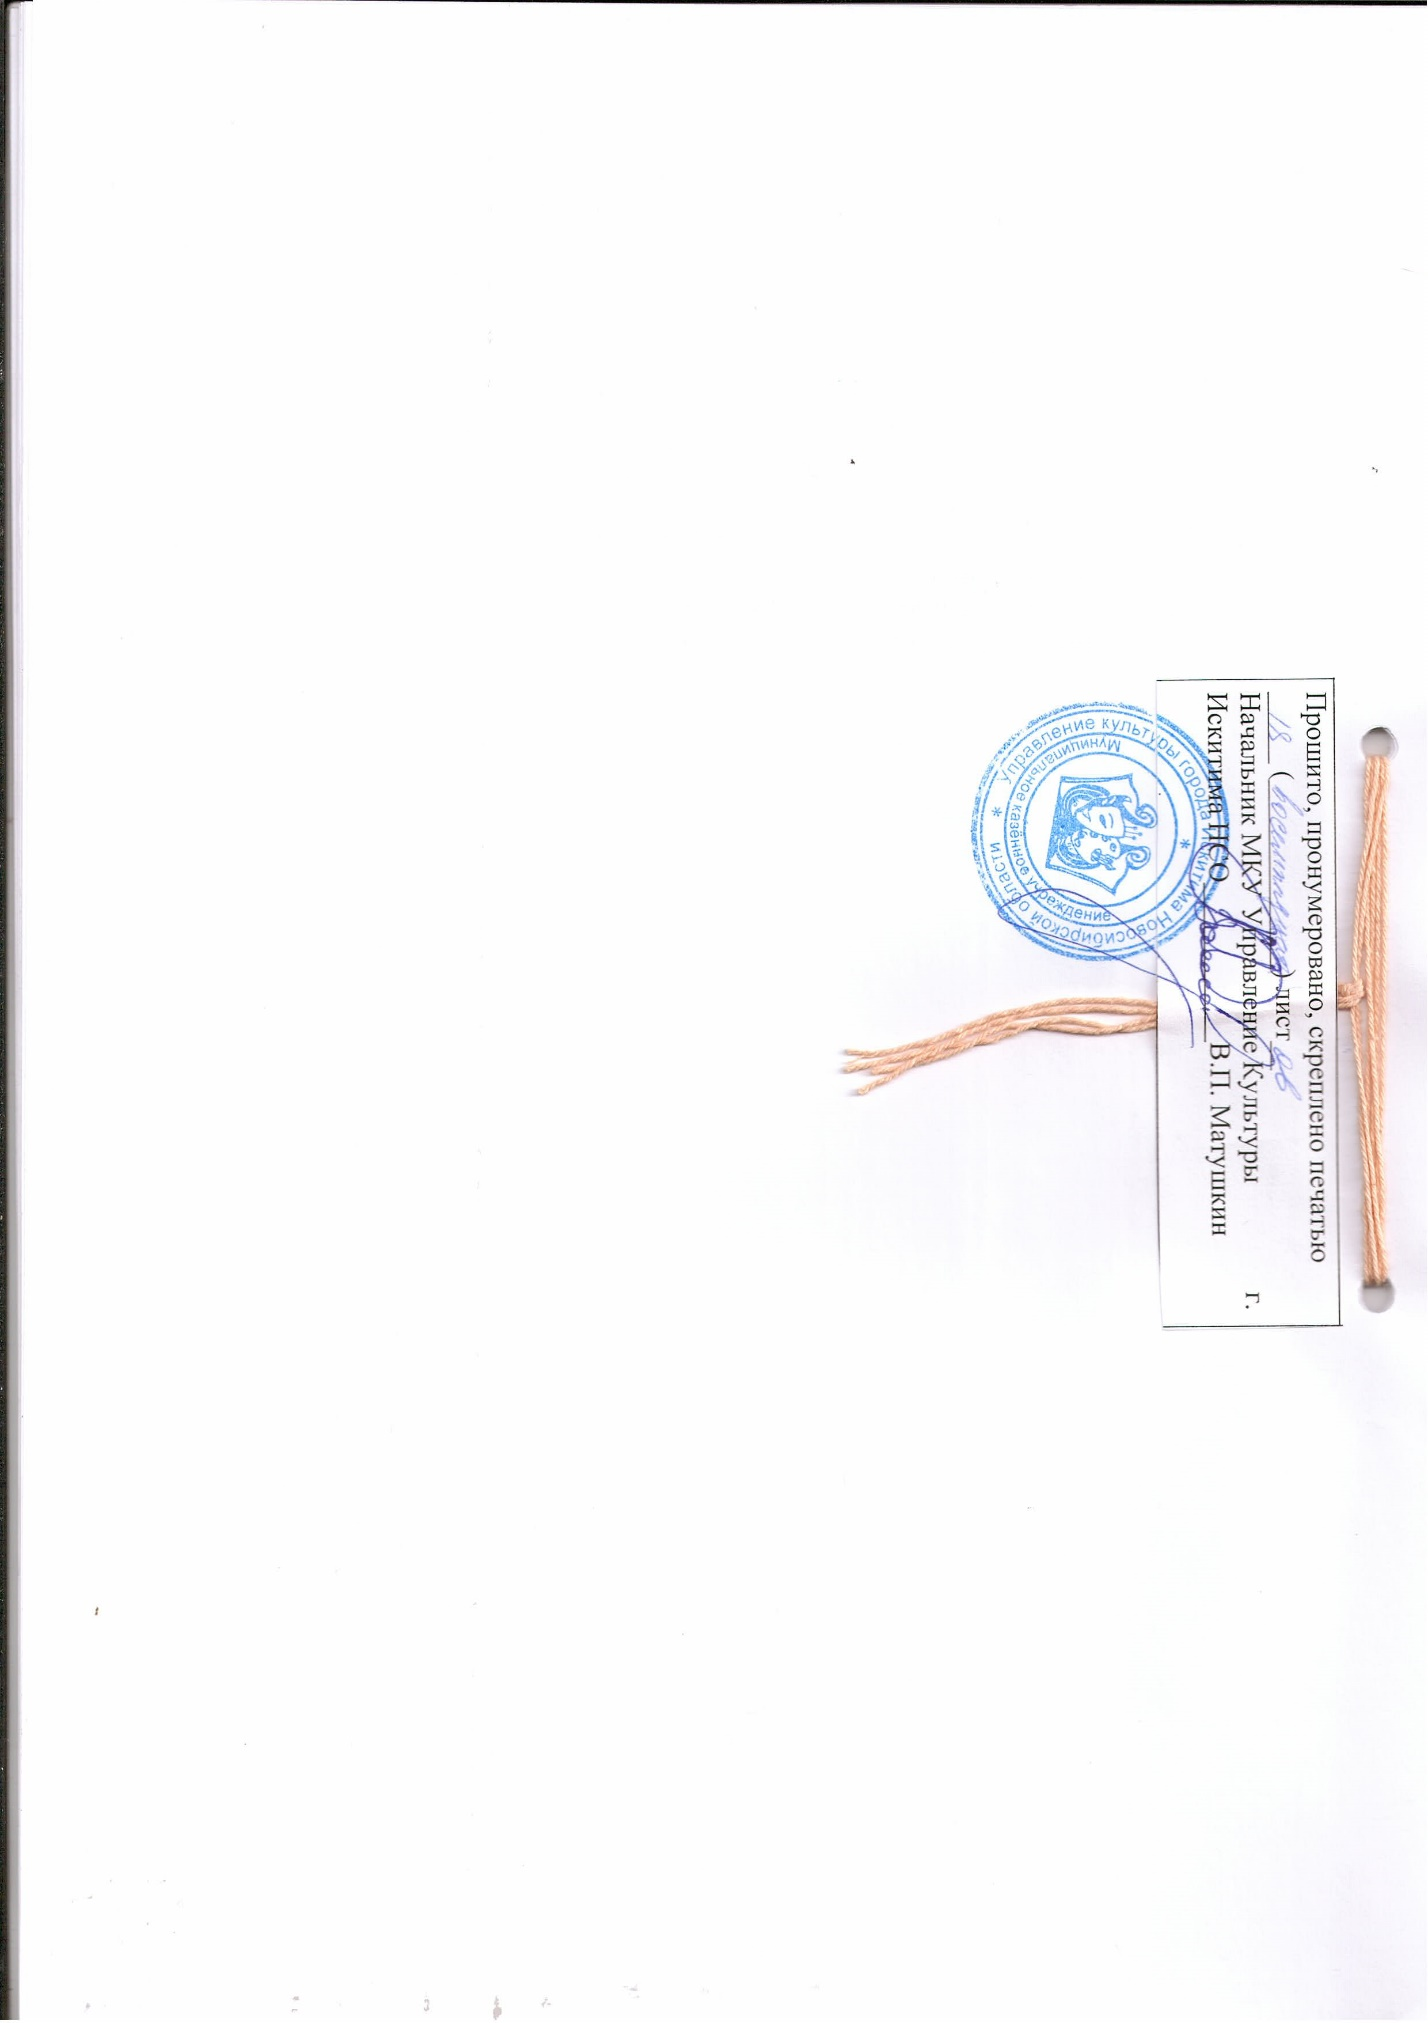 Прошито, пронумеровано, скреплено печатью
18 (восемнадцать) лист ов
Начальник МКУ Управление Культуры г.
Искитима НСО В.П. Матушкин
* Управление культуры города Искитима Новосибирской области *
Муниципальное казённое учреждение